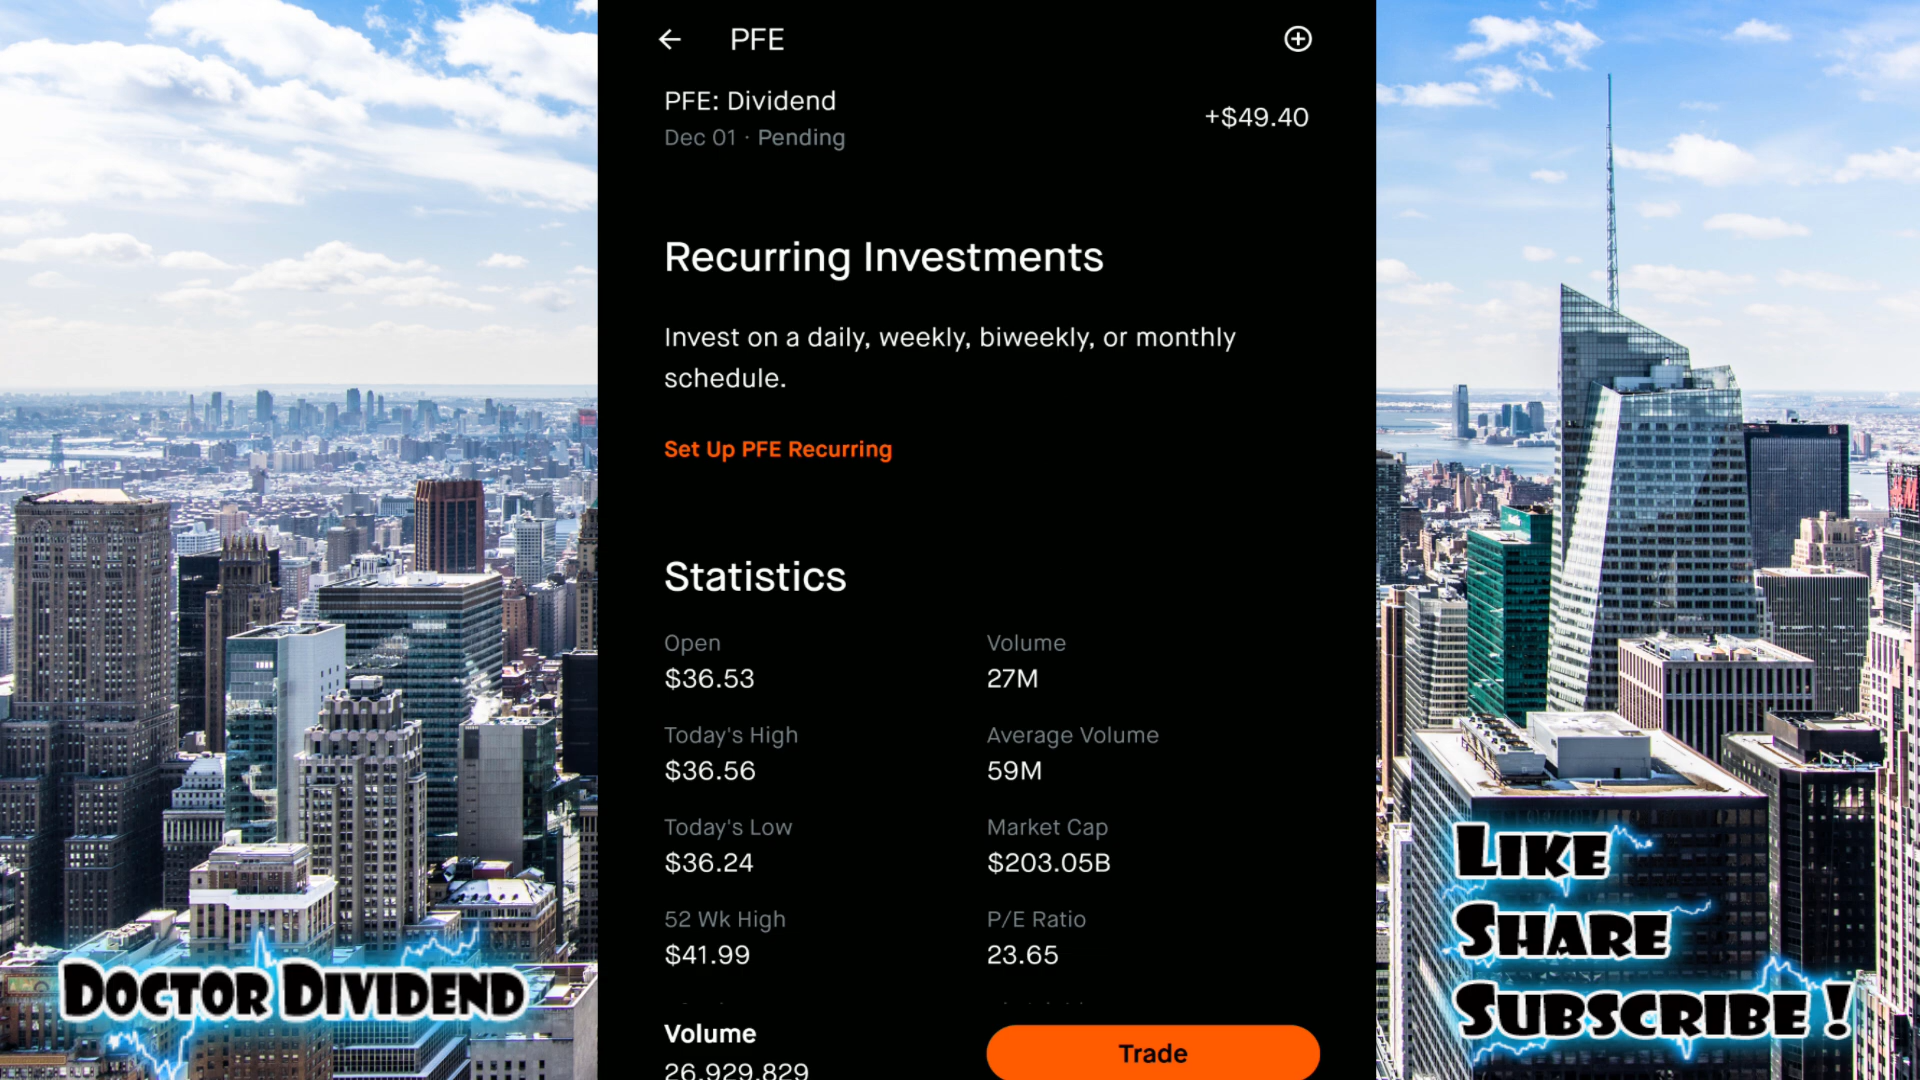 PFE
PFE: Dividend
+$49.40
Dec 01 · Pending
Recurring Investments
Invest on a daily, weekly, biweekly, or monthly
schedule.
Set Up PFE Recurring
Statistics
Open
Volume
$36.53
27M
Today's High
Average Volume
$36.56
59M
Today's Low
Market Cap
$36.24
$203.05B
52 Wk High
P/E Ratio
$41.99
23.65
Volume
26,929,829
Trade
DOCTOR DIVIDEND
LIKE
SHARE
SUBSCRIBE !